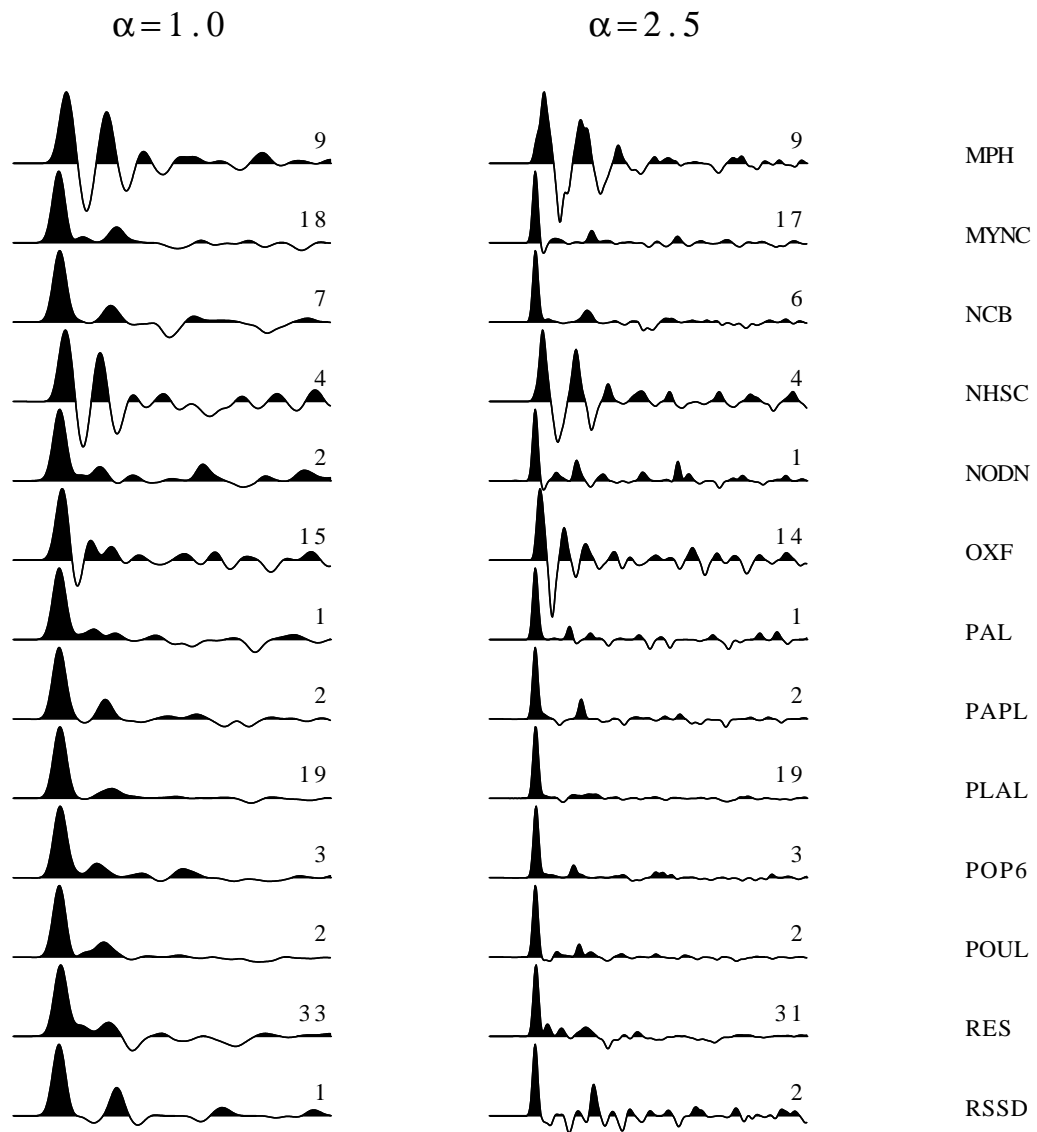 α=1.0 α=2.5
9 9 MPH
18 17 MYNC
7 6 NCB
4 4 NHSC
2 1 NODN
15 14 OXF
1 1 PAL
2 2 PAPL
19 19 PLAL
3 3 POP6
2 2 POUL
33 31 RES
1 2 RSSD